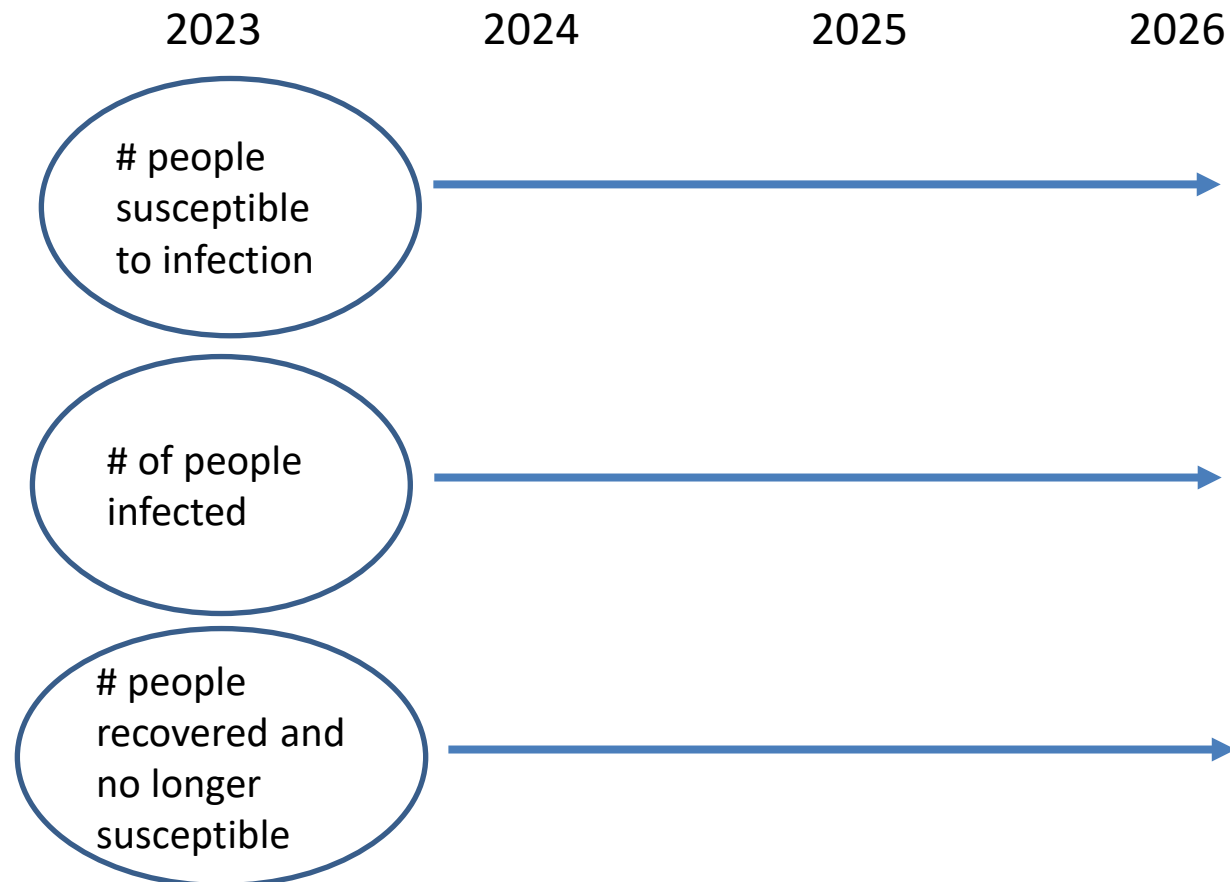 2023 2024 2025 2026
# people
susceptible
to infection
# of people
infected
# people
recovered and
no longer
susceptible